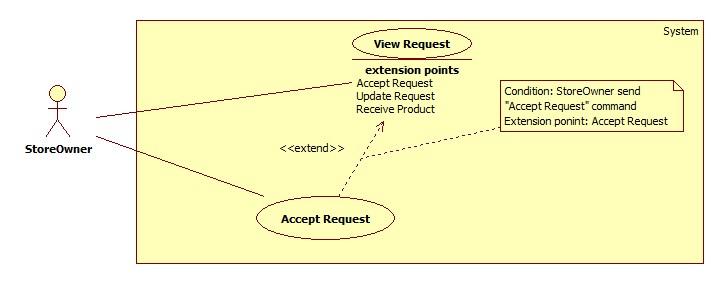 System
View Request
extension points
Accept Request
Update Request
Receive Product
Condition: StoreOwner send
"Accept Request" command
Extension ponint: Accept Request
<<extend>>
StoreOwner
Accept Request